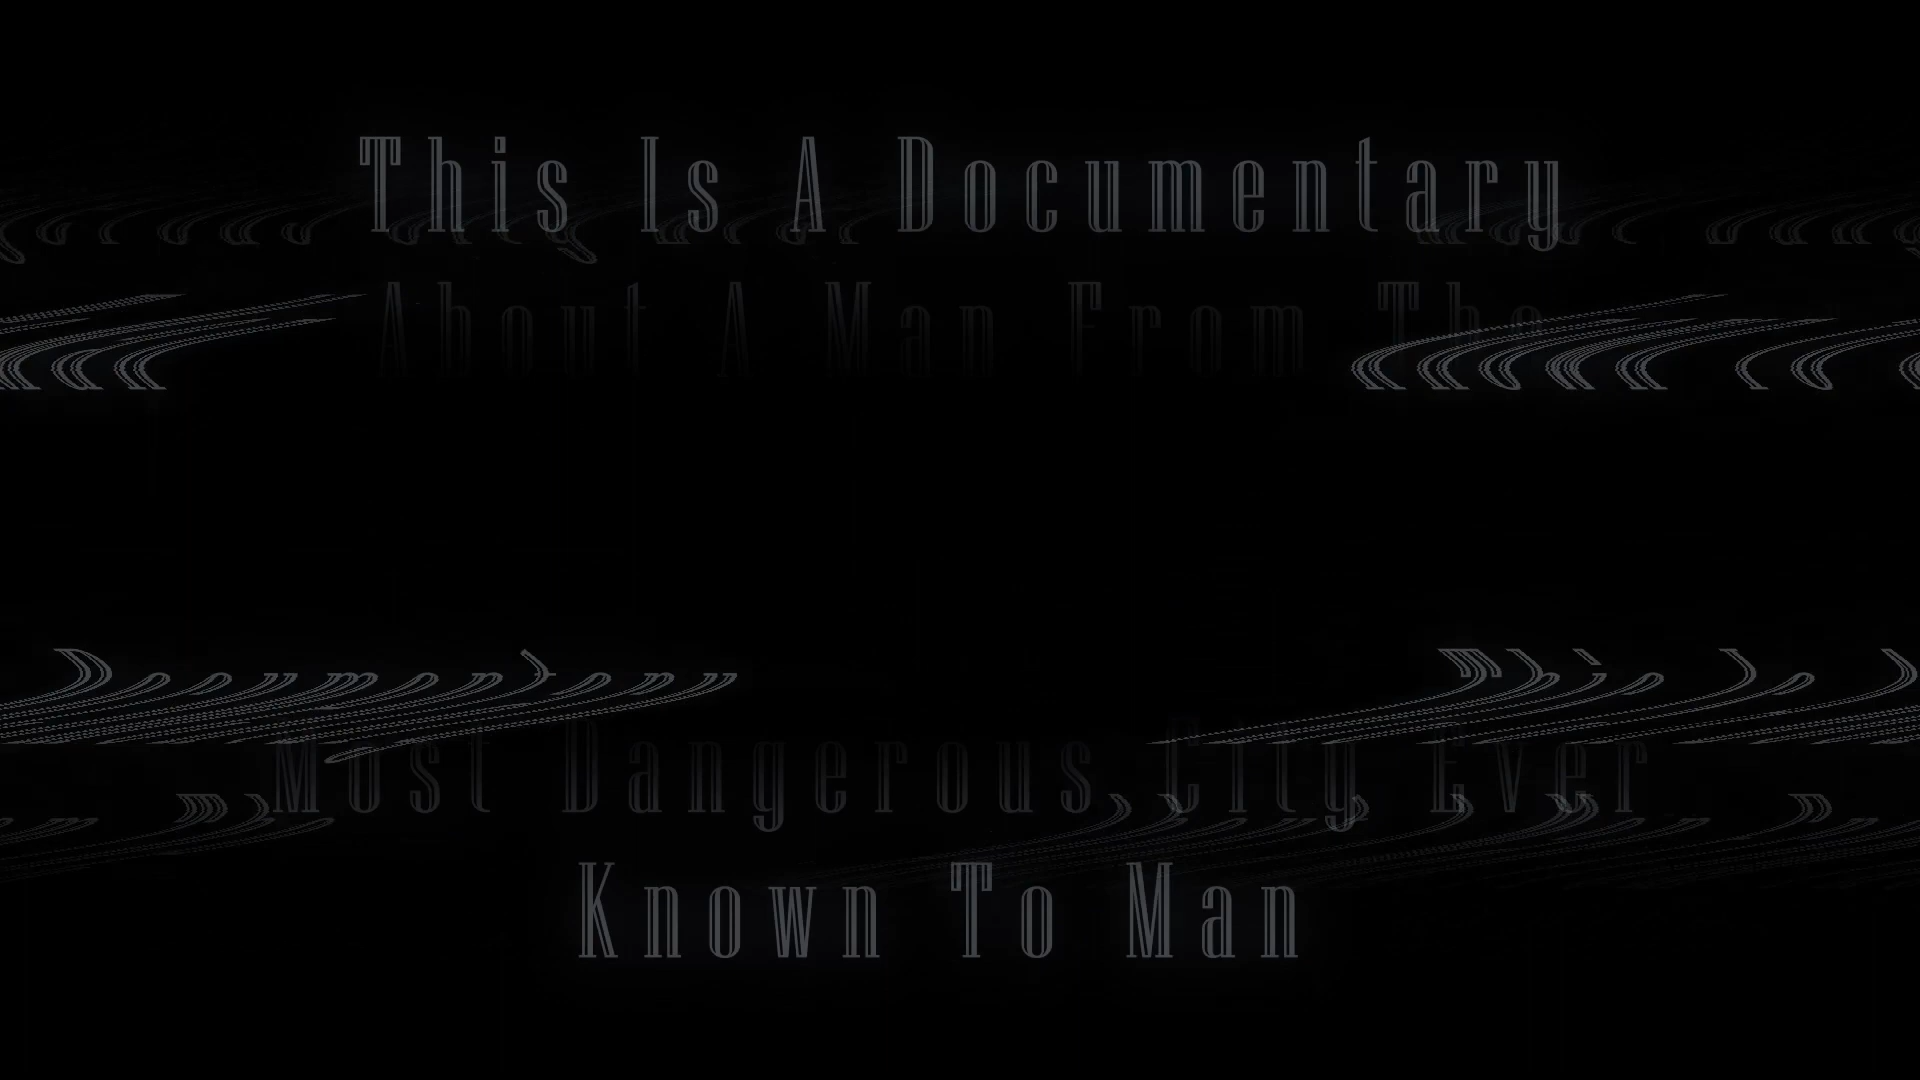 This Is A Documentary
About A Man From The
Most Dangerous City Ever
Known To Man